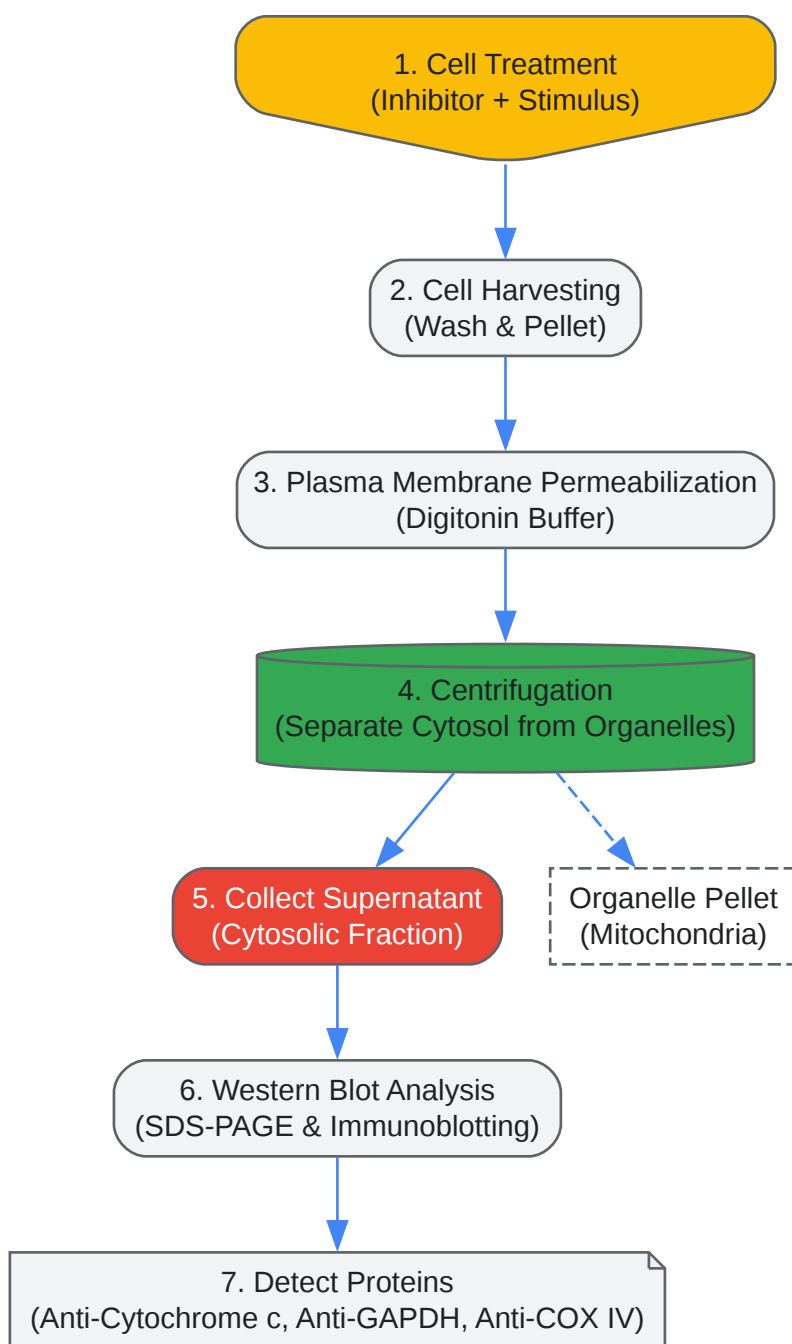 1. Cell Treatment
(Inhibitor + Stimulus)
2. Cell Harvesting
(Wash & Pellet)
3. Plasma Membrane Permeabilization
(Digitonin Buffer)
4. Centrifugation
(Separate Cytosol from Organelles)
5. Collect Supernatant
(Cytosolic Fraction)
Organelle Pellet
(Mitochondria)
6. Western Blot Analysis
(SDS-PAGE & Immunoblotting)
7. Detect Proteins
(Anti-Cytochrome c, Anti-GAPDH, Anti-COX IV)